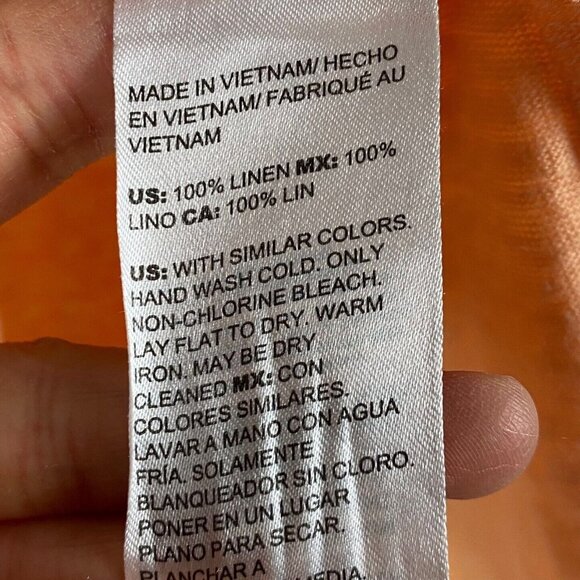 MADE IN VIETNAM/ HECHO
EN VIETNAM/ FABRIQUÉ AU
VIETNAM
US: 100% LINEN MX: 100%
LINO CA: 100% LIN
US: WITH SIMILAR COLORS.
HAND WASH COLD. ONLY
NON-CHLORINE BLEACH.
LAY FLAT TO DRY. WARM
IRON. MAY BE DRY
CLEANED MX: CON
COLORES SIMILARES.
LAVAR A MANO CON AGUA
FRÍA. SOLAMENTE
BLANQUEADOR SIN CLORO.
PONER EN UN LUGAR
PLANO PARA SECAR.
PLANCHAR A
MEDIA.